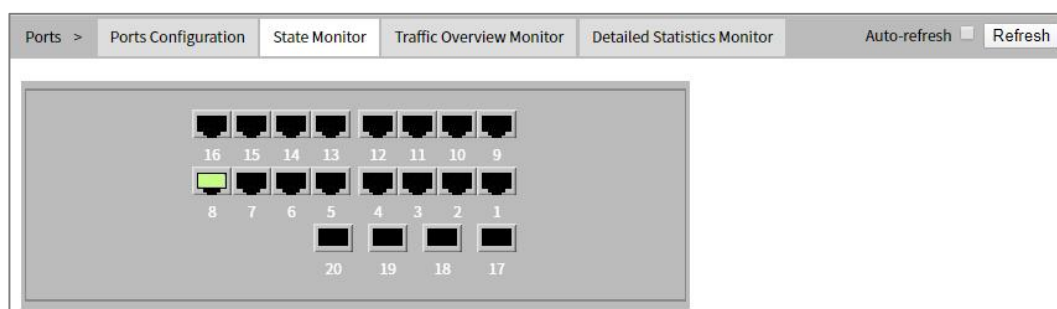 Ports > Ports Configuration State Monitor Traffic Overview Monitor Detailed Statistics Monitor Auto-refresh Refresh
16 15 14 13 12 11 10 9
8 7 6 5 4 3 2 1
20 19 18 17